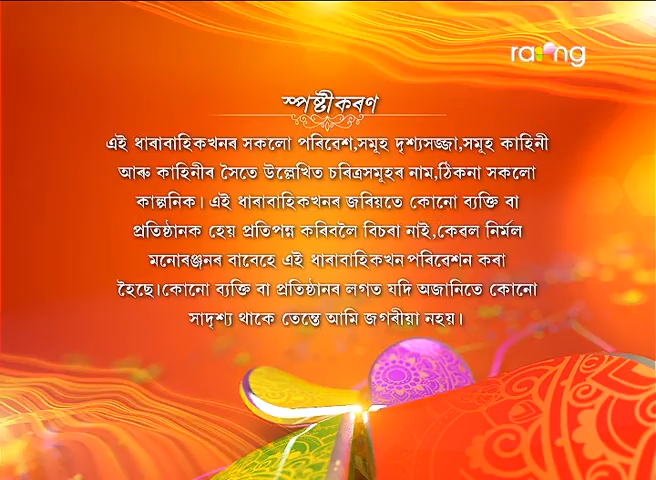 rang
স্পষ্টীকৰণ
এই ধাৰাবাহিকখনৰ সকলো পৰিৱেশ,সমূহ দৃশ্যসজ্জা,সমূহ কাহিনী
আৰু কাহিনীৰ সৈতে উল্লেখিত চৰিত্ৰসমূহৰ নাম,ঠিকনা সকলো
কাল্পনিক। এই ধাৰাবাহিকখনৰ জৰিয়তে কোনো ব্যক্তি বা
প্ৰতিষ্ঠানক হেয় প্ৰতিপন্ন কৰিবলৈ বিচৰা নাই,কেৱল নিৰ্মল
মনোৰঞ্জনৰ বাবেহে এই ধাৰাবাহিকখন পৰিৱেশন কৰা
হৈছে।কোনো ব্যক্তি বা প্ৰতিষ্ঠানৰ লগত যদি অজানিতে কোনো
সাদৃশ্য থাকে তেন্তে আমি জগৰীয়া নহয়।